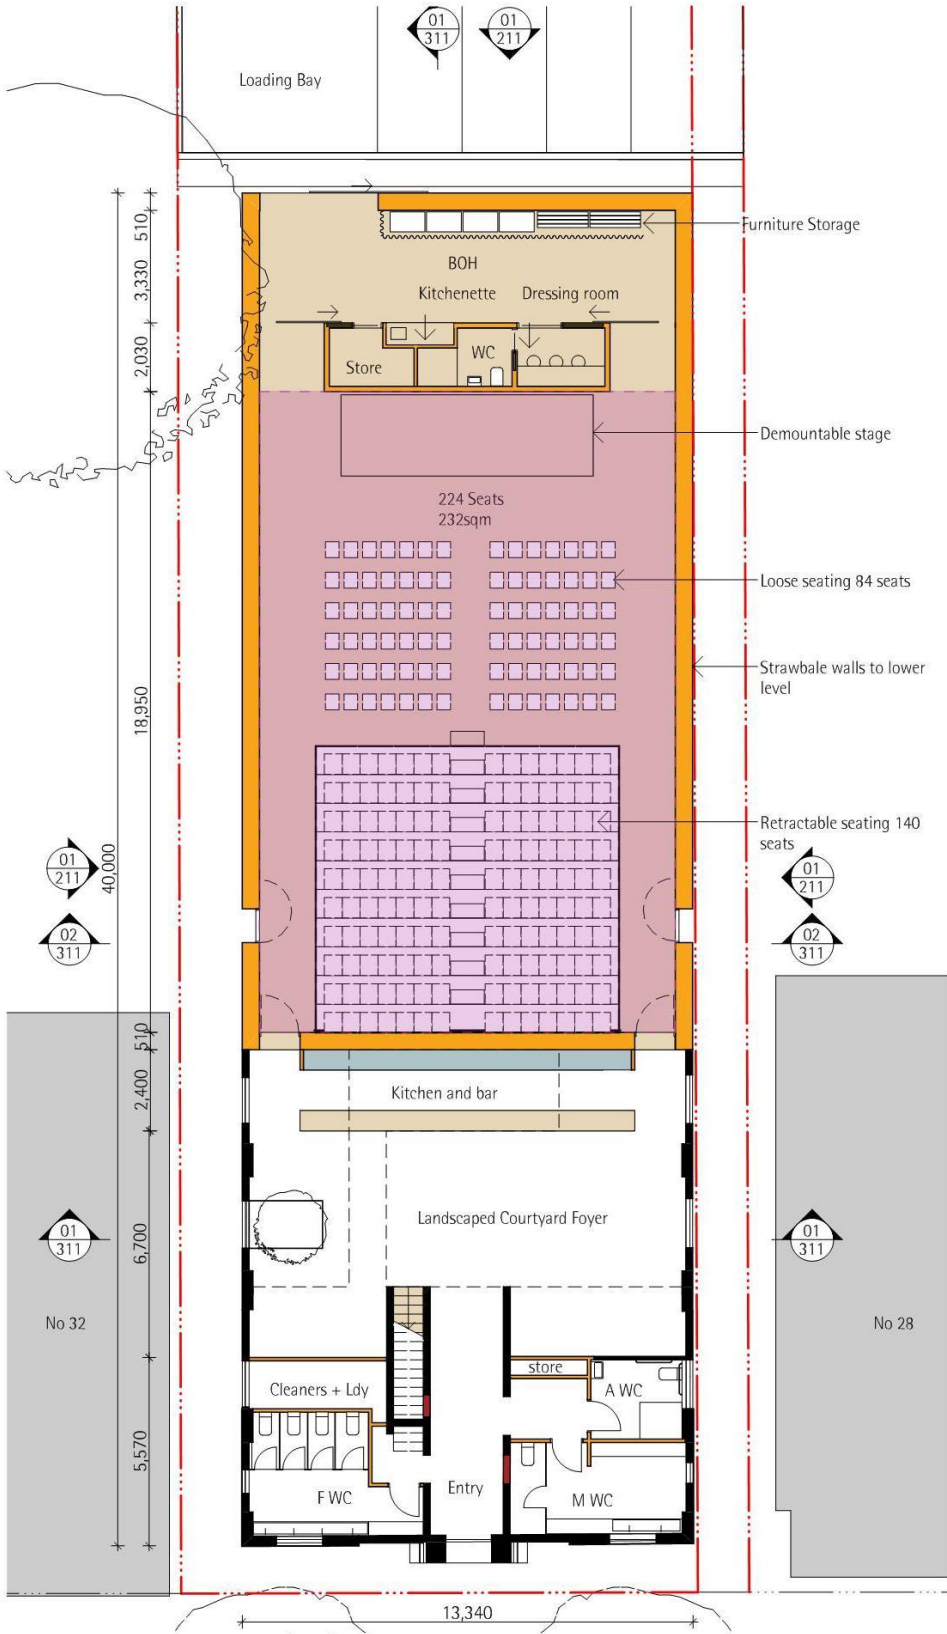 01
311
01
211
Loading Bay
510
3,330
2,030
18,950
40,000
510
2,400
6,700
5,570
Furniture Storage
BOH
Kitchenette
Dressing room
Store
WC
Demountable stage
224 Seats
232sqm
Loose seating 84 seats
Strawbale walls to lower
level
Retractable seating 140
seats
01
211
02
311
01
211
02
311
Kitchen and bar
Landscaped Courtyard Foyer
01
311
01
311
No 32
No 28
store
Cleaners + Ldy
A WC
F WC
Entry
M WC
13,340